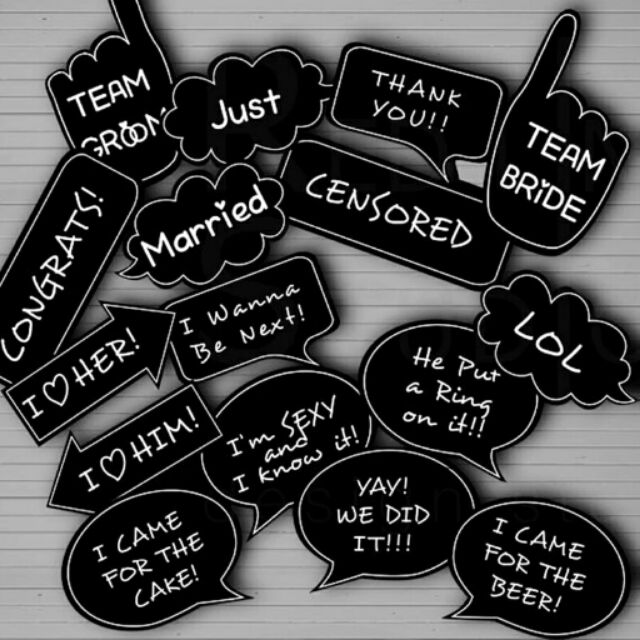 TEAM
GROOM
Just
THANK
YOU!!
TEAM
BRIDE
CENSORED
Married
CONGRATS!
I Wanna
Be Next!
LOL
I ♡ HER!
He Put
a Ring
on it!!
I ♡ HIM!
I'm SEXY
and
I know it!
YAY!
WE DID
IT!!!
I CAME
FOR THE
CAKE!
I CAME
FOR THE
BEER!